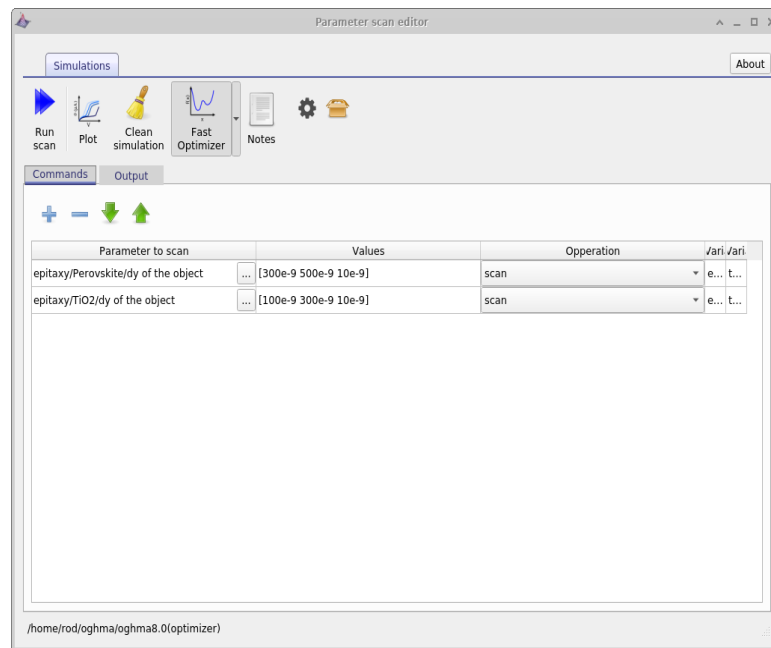 Parameter scan editor
Simulations
About
Run scan
Plot
Clean simulation
Fast Optimizer
Notes
Commands
Output
Parameter to scan
Values
Opperation
Vari
Vari
epitaxy/Perovskite/dy of the object
...
[300e-9 500e-9 10e-9]
scan
e...
t...
epitaxy/TiO2/dy of the object
...
[100e-9 300e-9 10e-9]
scan
e...
t...
/home/rod/oghma/oghma8.0(optimizer)